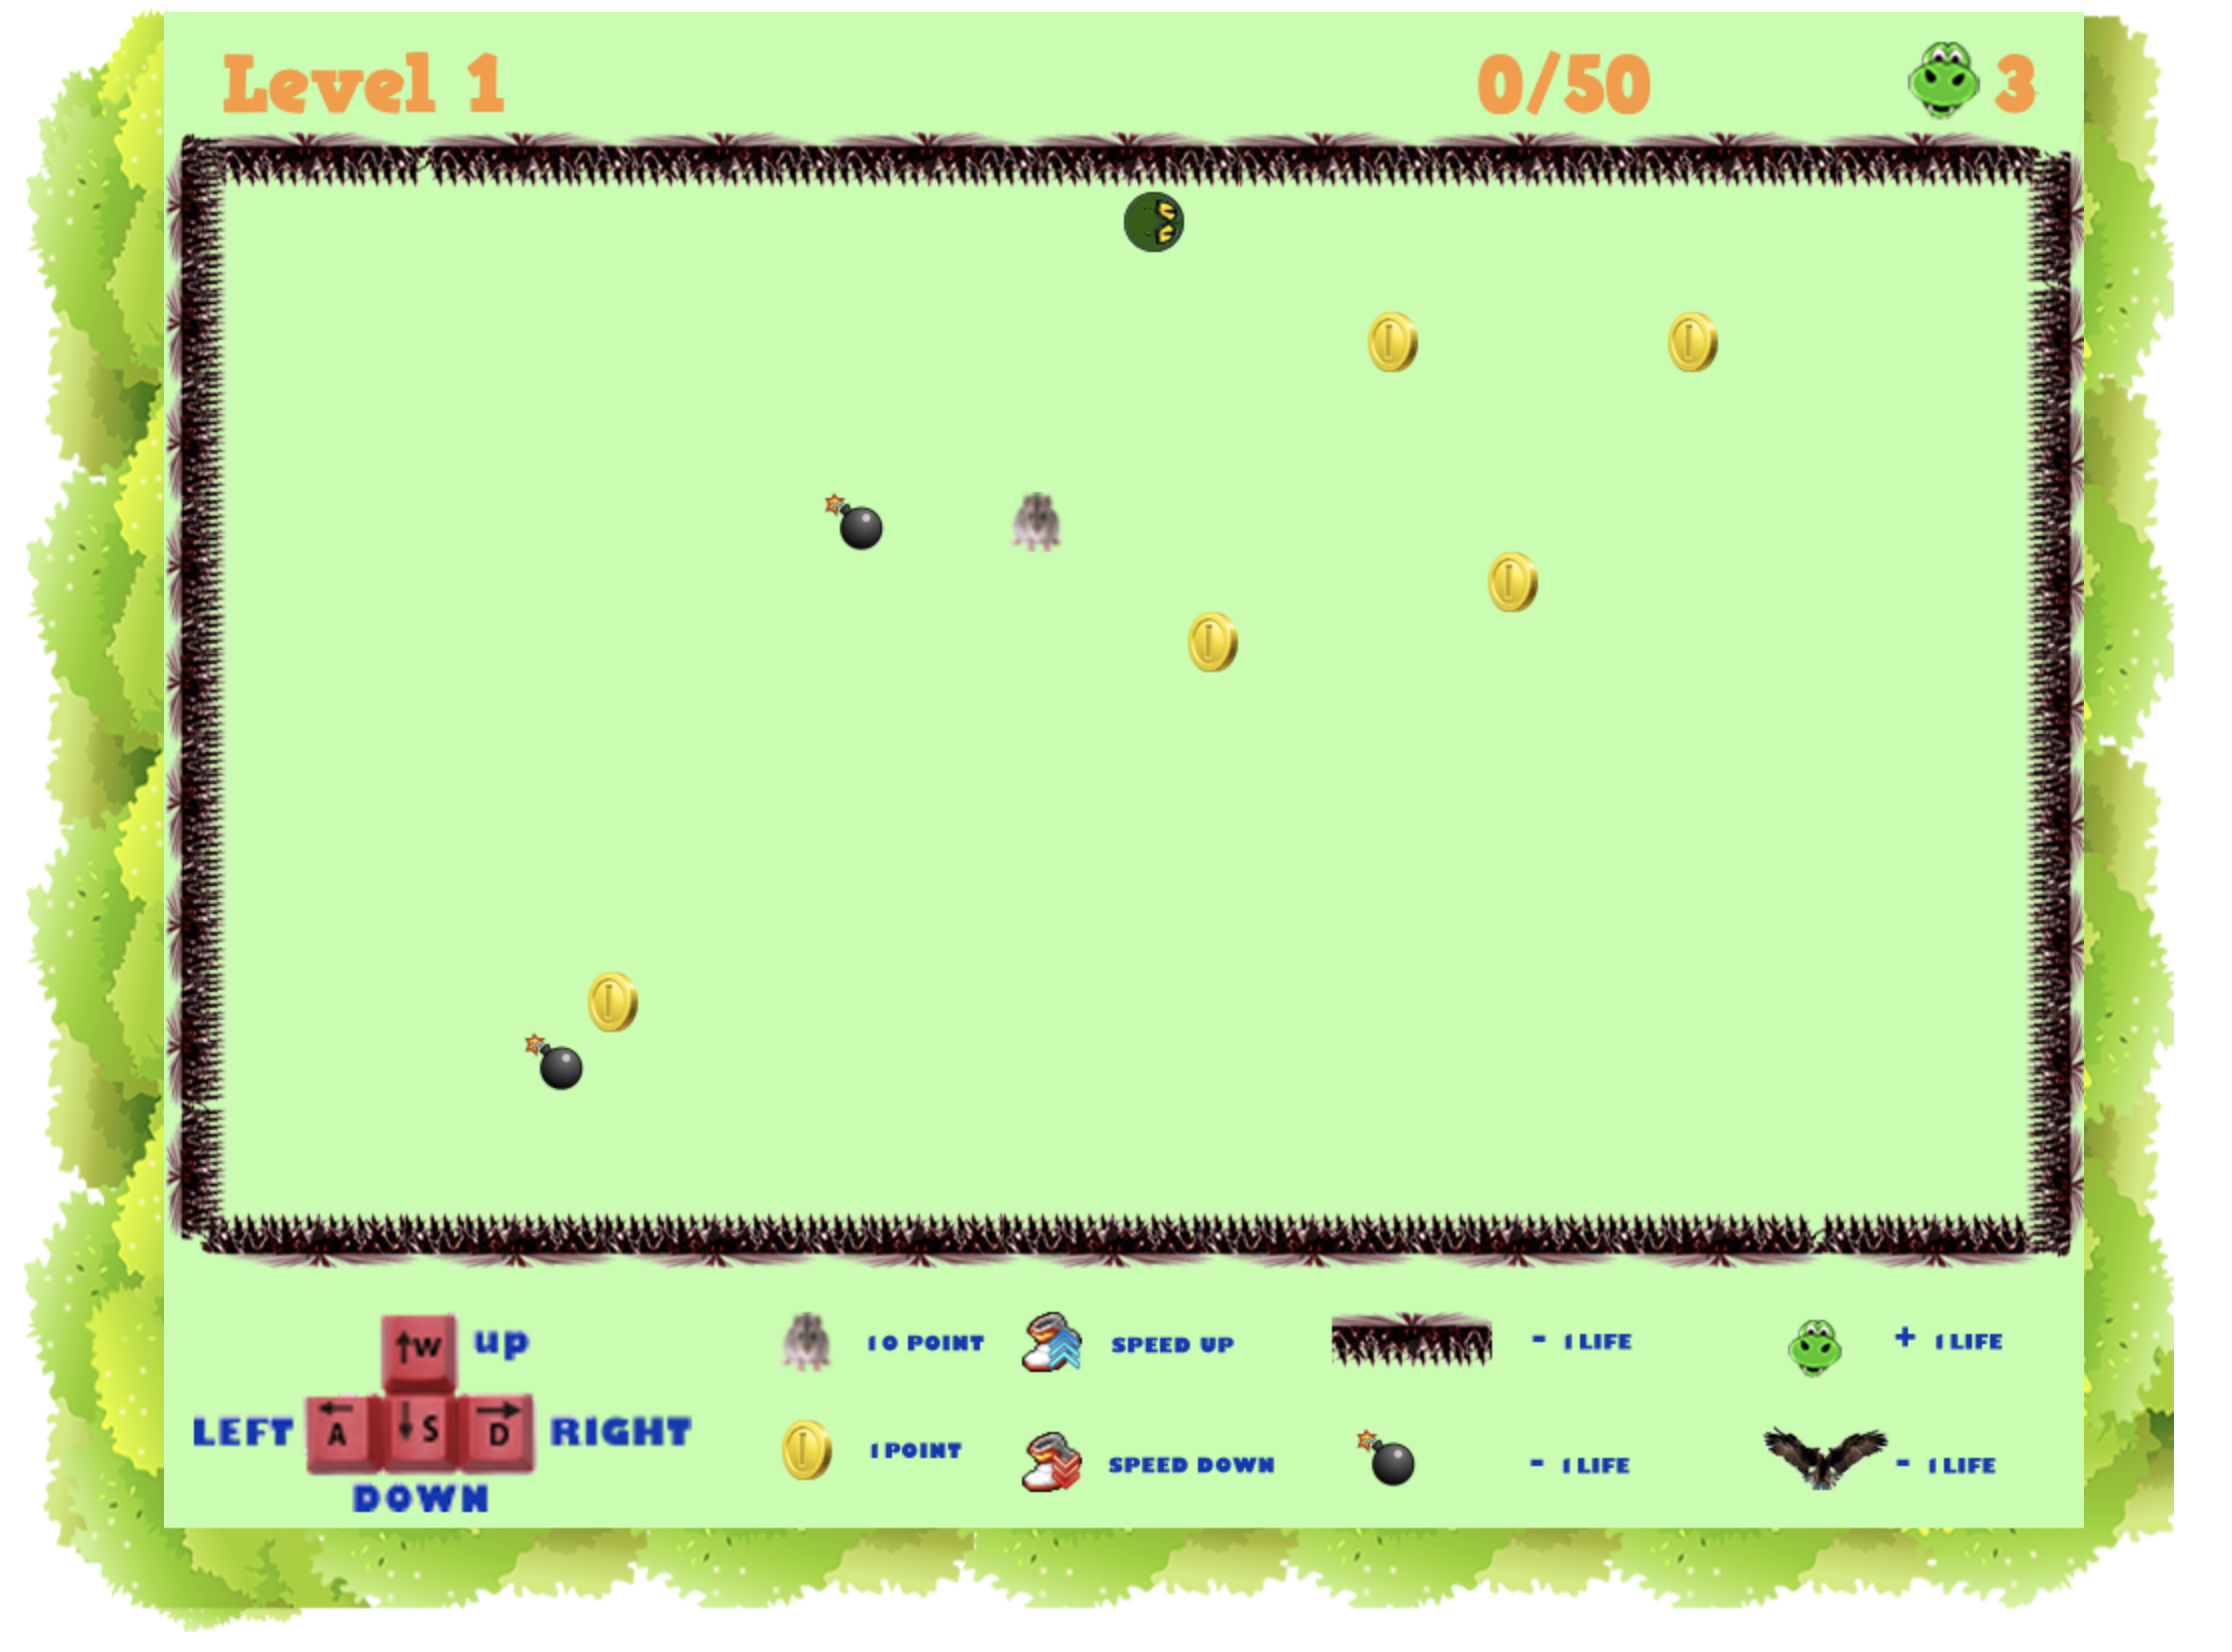 Level 1
0/50
3
↑W
up
10 POINT
SPEED UP
- 1 LIFE
+ 1 LIFE
LEFT
← A
↓ S
→ D
RIGHT
DOWN
1 POINT
SPEED DOWN
- 1 LIFE
- 1 LIFE